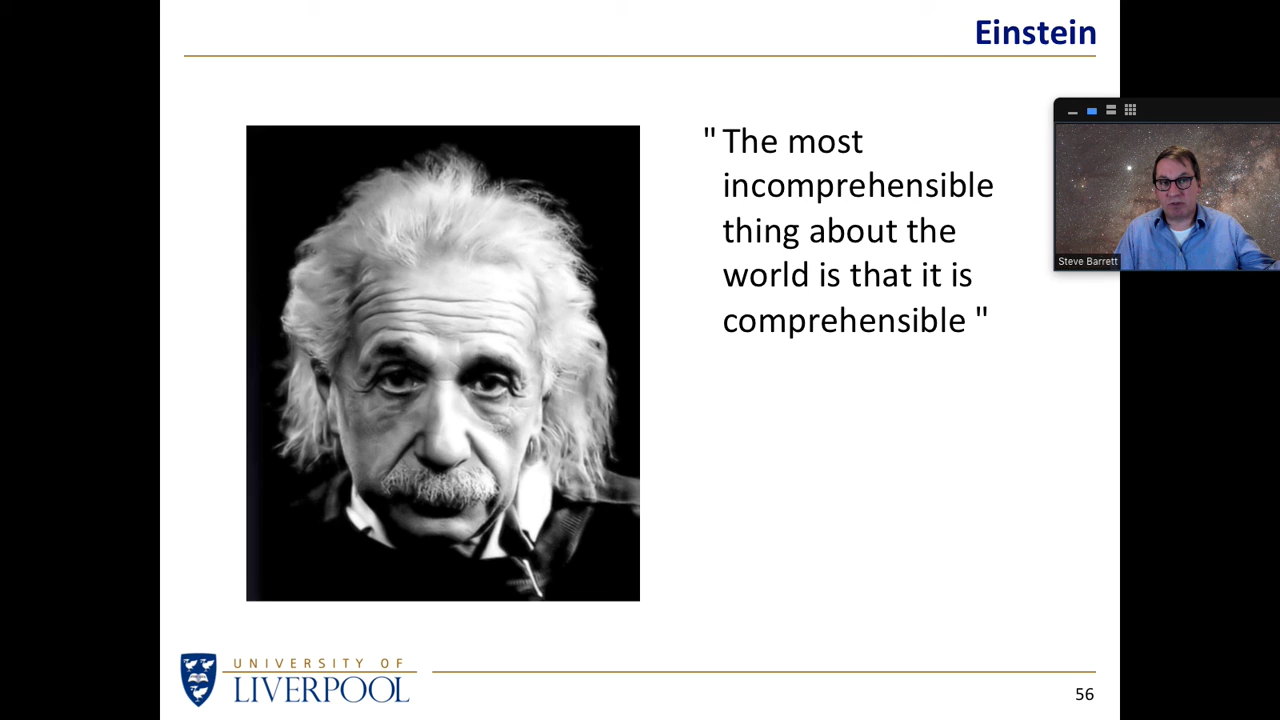 Einstein
" The most
incomprehensible
thing about the
world is that it is
comprehensible "
Steve Barrett
UNIVERSITY OF
LIVERPOOL
56